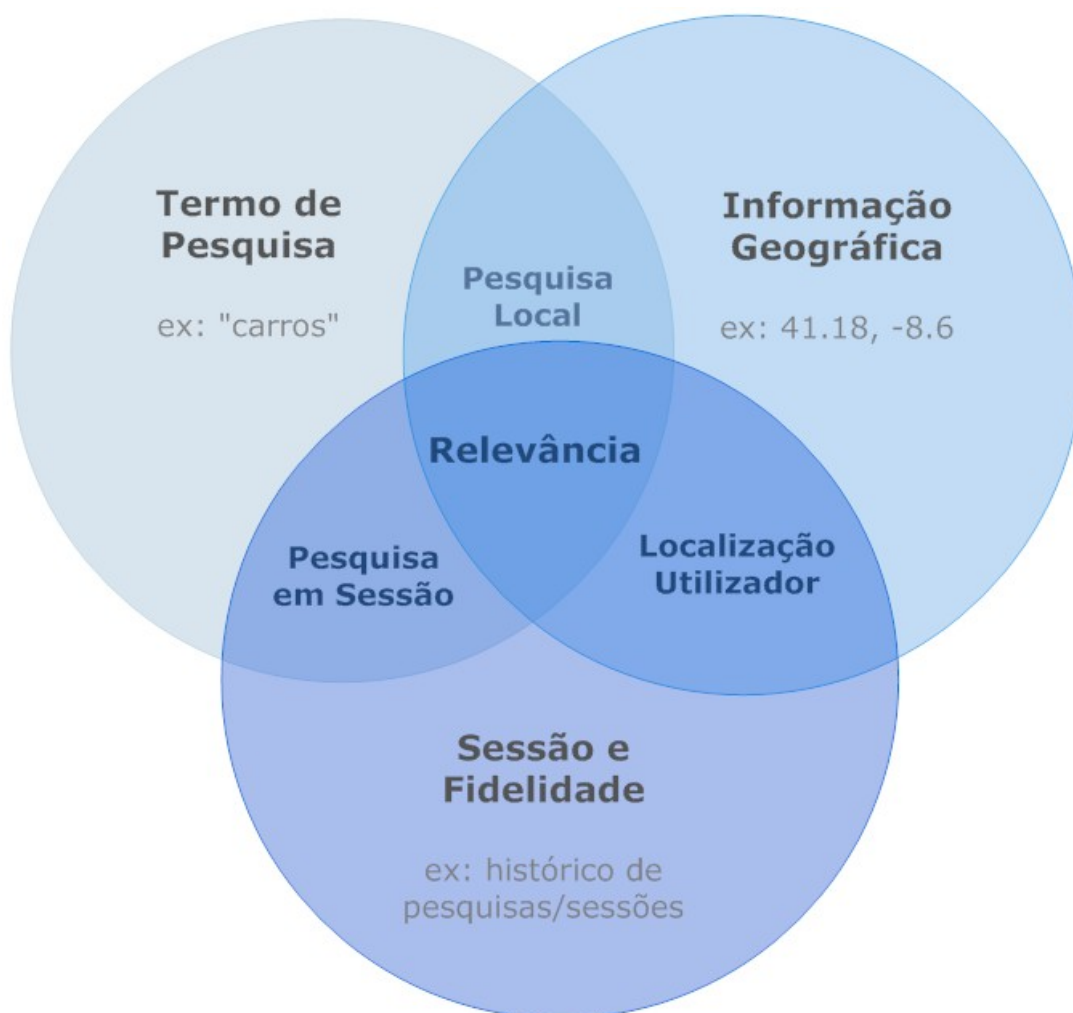 Termo de
Pesquisa
ex: "carros"
Informação
Geográfica
ex: 41.18, -8.6
Pesquisa
Local
Relevância
Pesquisa
em Sessão
Localização
Utilizador
Sessão e
Fidelidade
ex: histórico de
pesquisas/sessões